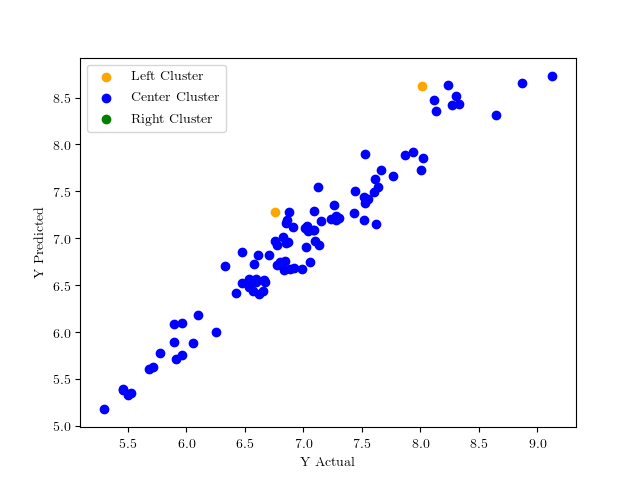 Left Cluster
Center Cluster
Right Cluster
8.5
8.0
7.5
7.0
6.5
6.0
5.5
5.0
Y Predicted
5.5 6.0 6.5 7.0 7.5 8.0 8.5 9.0
Y Actual